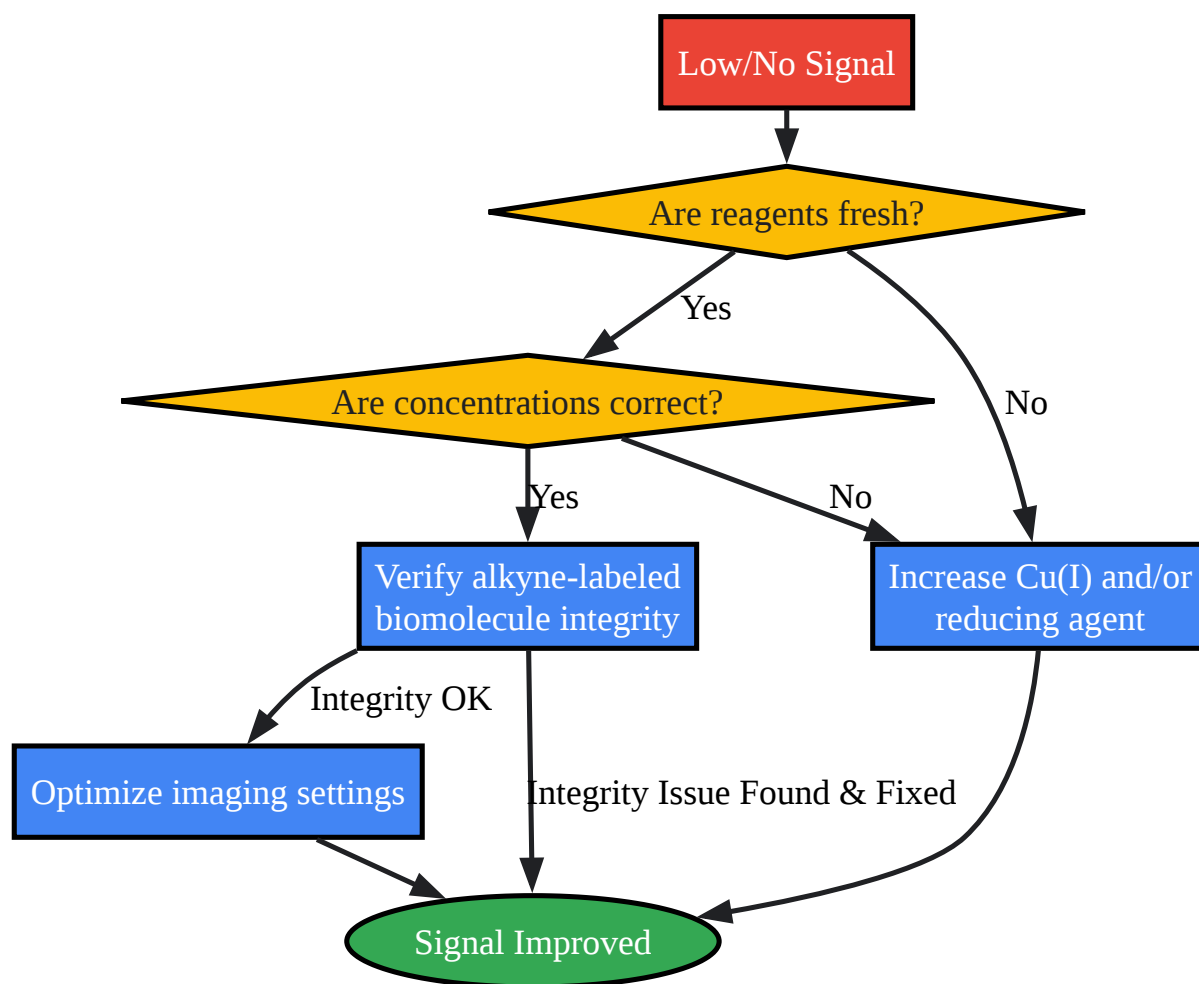 Low/No Signal
Are reagents fresh?
Yes
Are concentrations correct?
No
Yes
No
Verify alkyne-labeled
biomolecule integrity
Increase Cu(I) and/or
reducing agent
Integrity OK
Optimize imaging settings
Integrity Issue Found & Fixed
Signal Improved